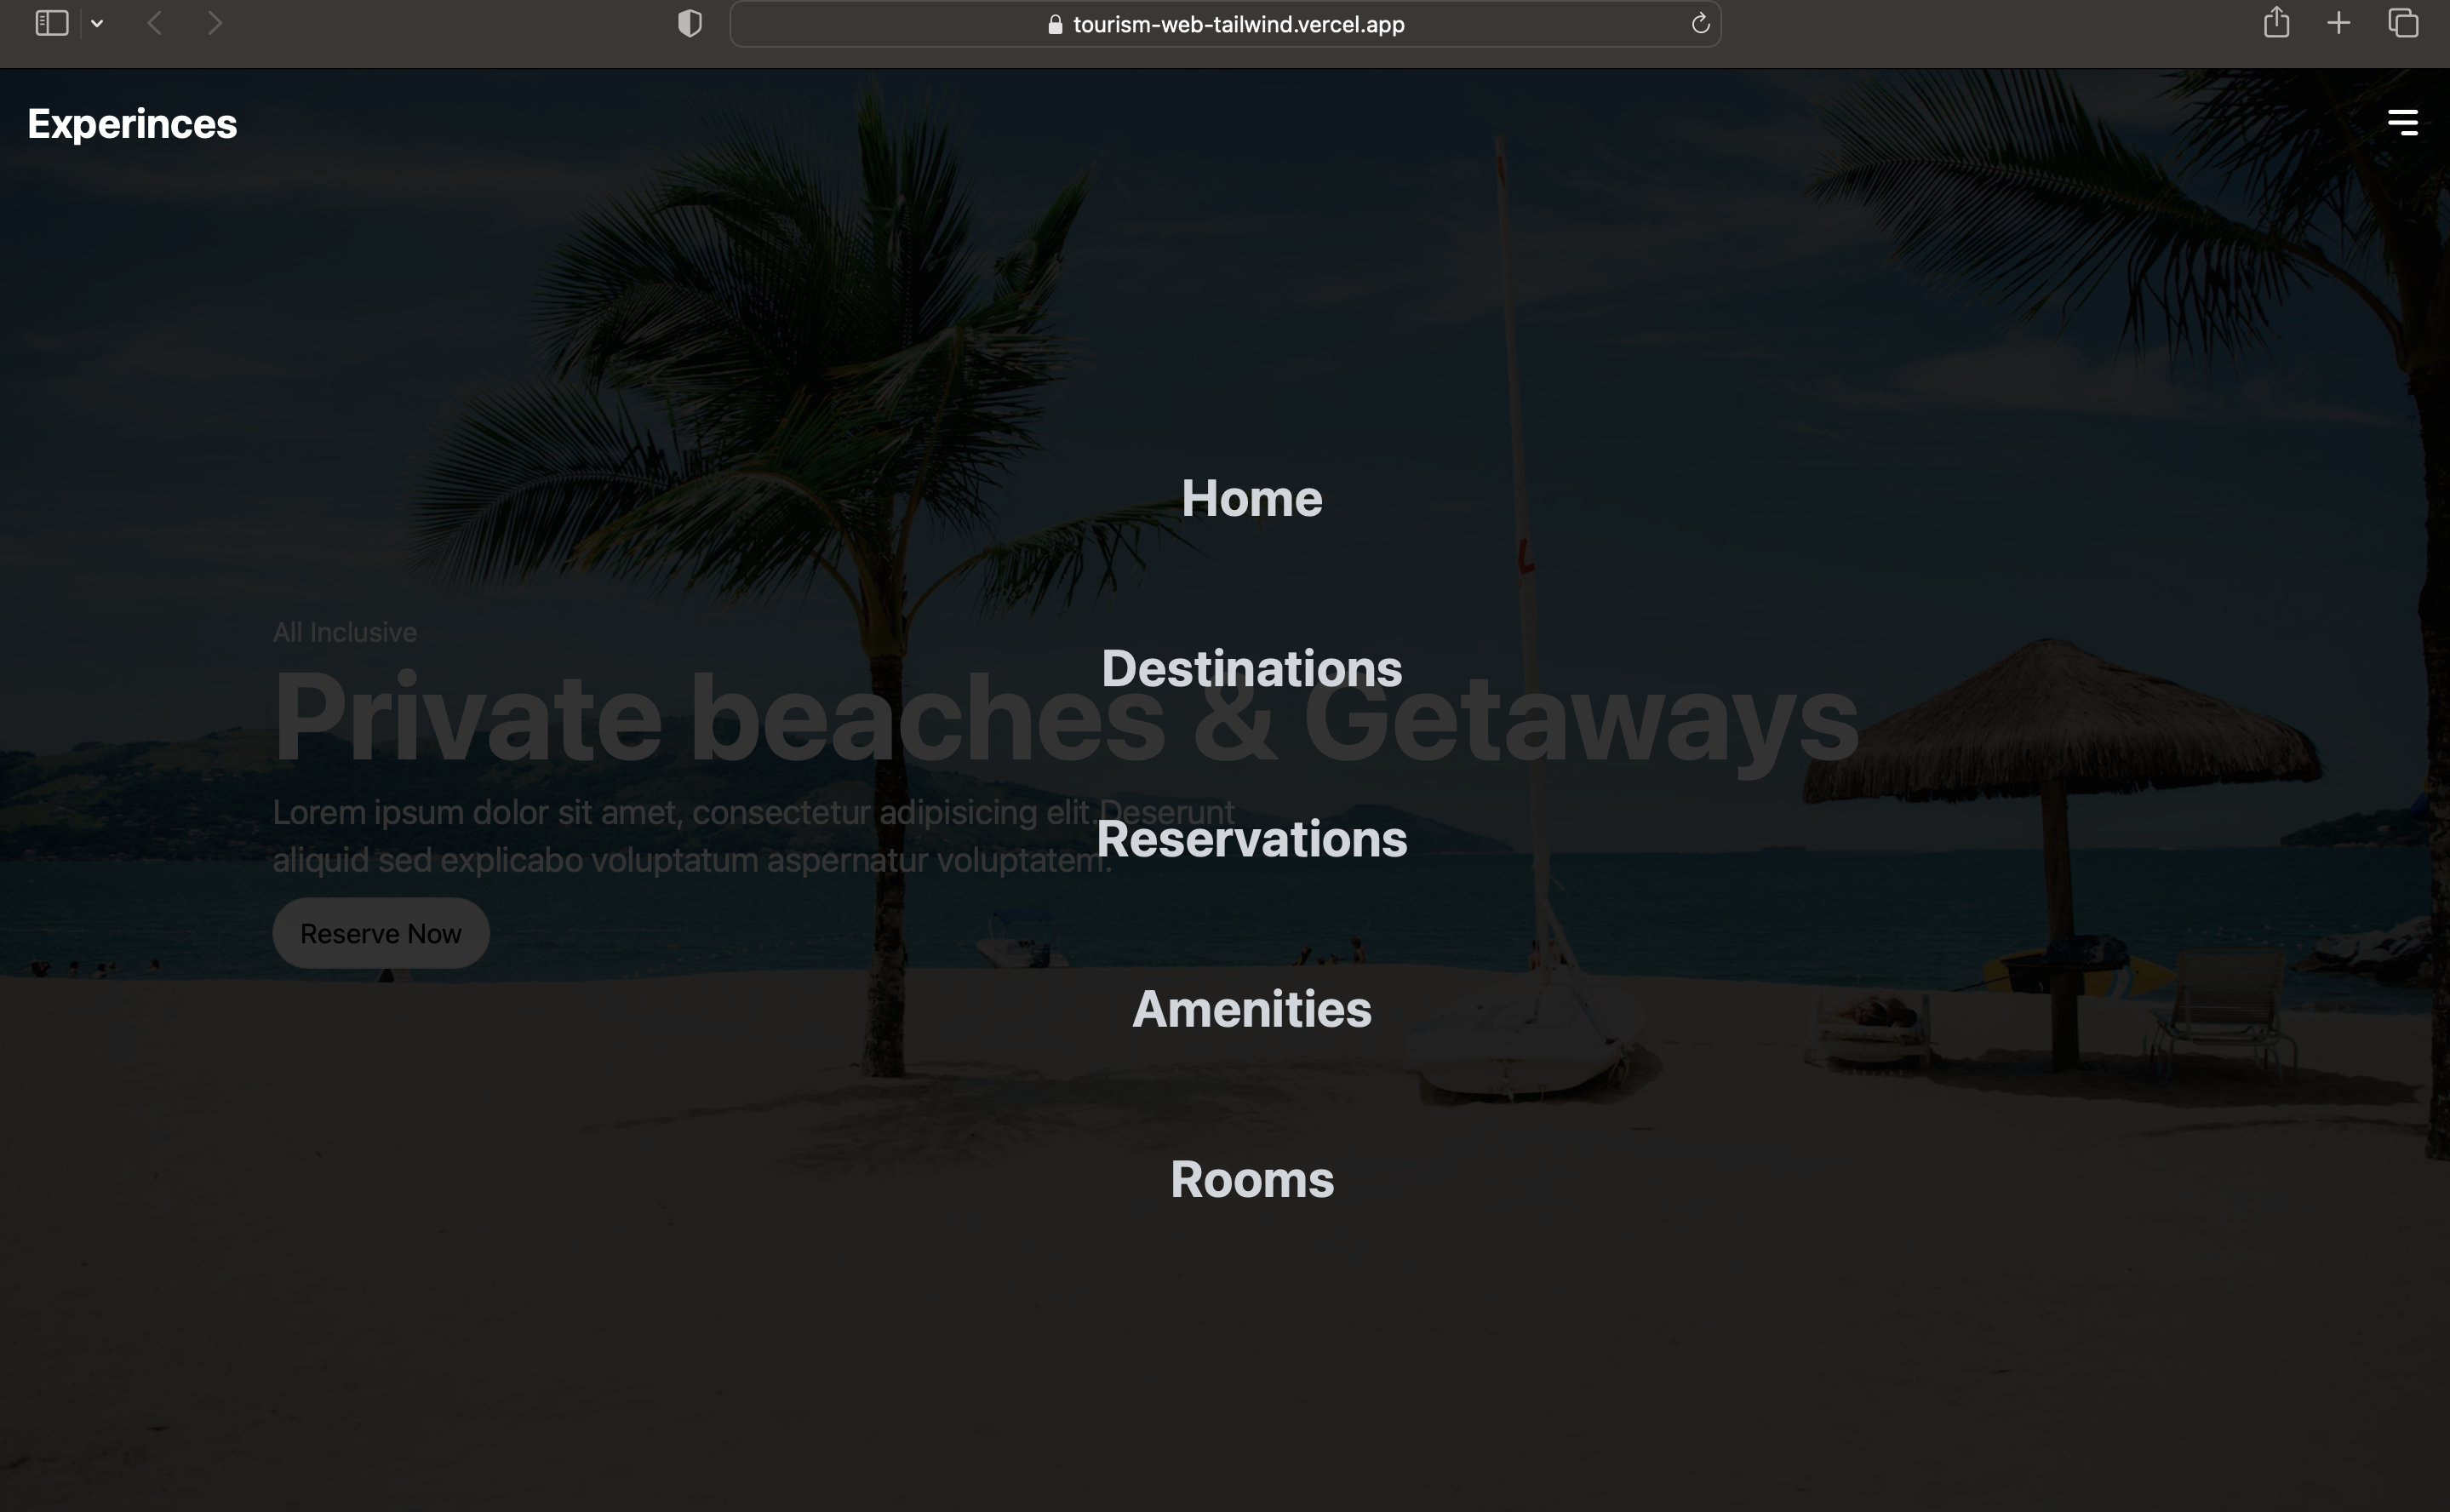 tourism-web-tailwind.vercel.app
Experinces
Home
All Inclusive
Destinations
Private beaches & Getaways
Lorem ipsum dolor sit amet, consectetur adipisicing elit. Deserunt
Reservations
aliquid sed explicabo voluptatum aspernatur voluptatem.
Reserve Now
Amenities
Rooms